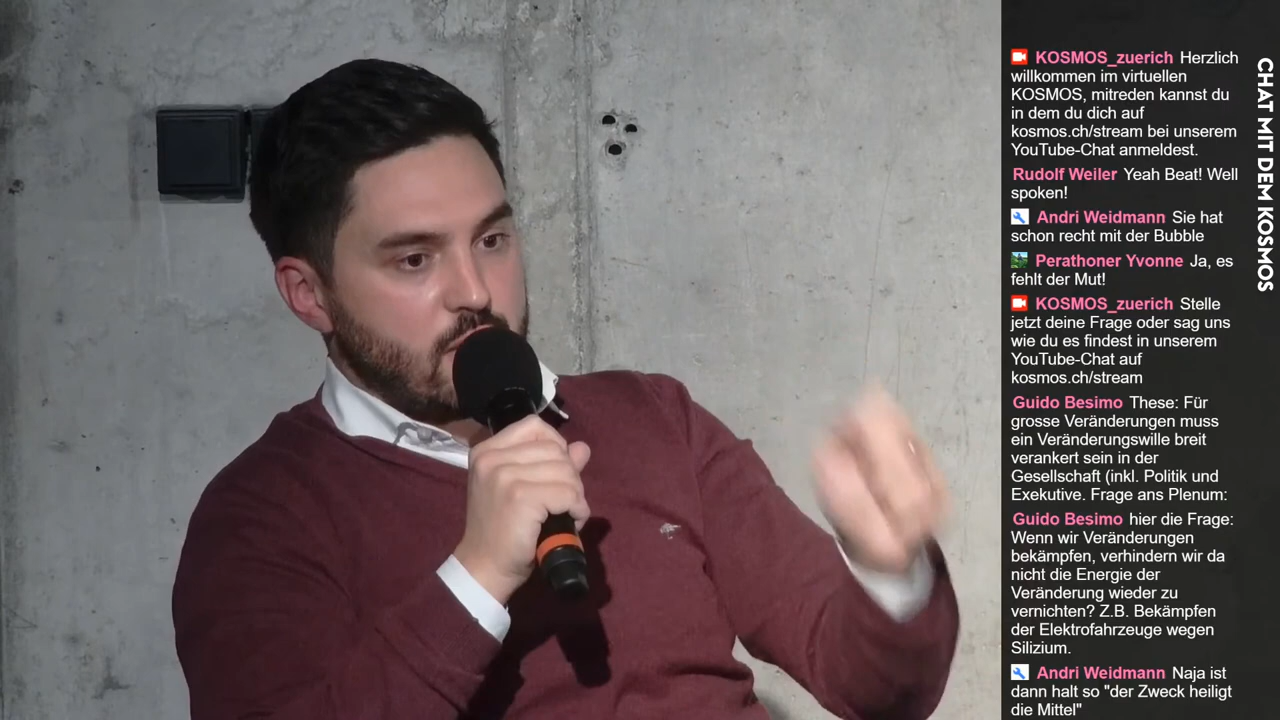 KOSMOS_zuerich Herzlich
willkommen im virtuellen
KOSMOS, mitreden kannst du
in dem du dich auf
kosmos.ch/stream bei unserem
YouTube-Chat anmeldest.
Rudolf Weiler Yeah Beat! Well
spoken!
Andri Weidmann Sie hat
schon recht mit der Bubble
Perathoner Yvonne Ja, es
fehlt der Mut!
KOSMOS_zuerich Stelle
jetzt deine Frage oder sag uns
wie du es findest in unserem
YouTube-Chat auf
kosmos.ch/stream
Guido Besimo These: Für
grosse Veränderungen muss
ein Veränderungswille breit
verankert sein in der
Gesellschaft (inkl. Politik und
Exekutive. Frage ans Plenum:
Guido Besimo hier die Frage:
Wenn wir Veränderungen
bekämpfen, verhindern wir da
nicht die Energie der
Veränderung wieder zu
vernichten? Z.B. Bekämpfen
der Elektrofahrzeuge wegen
Silizium.
Andri Weidmann Naja ist
dann halt so "der Zweck heiligt
die Mittel"
CHAT MIT DEM KOSMOS